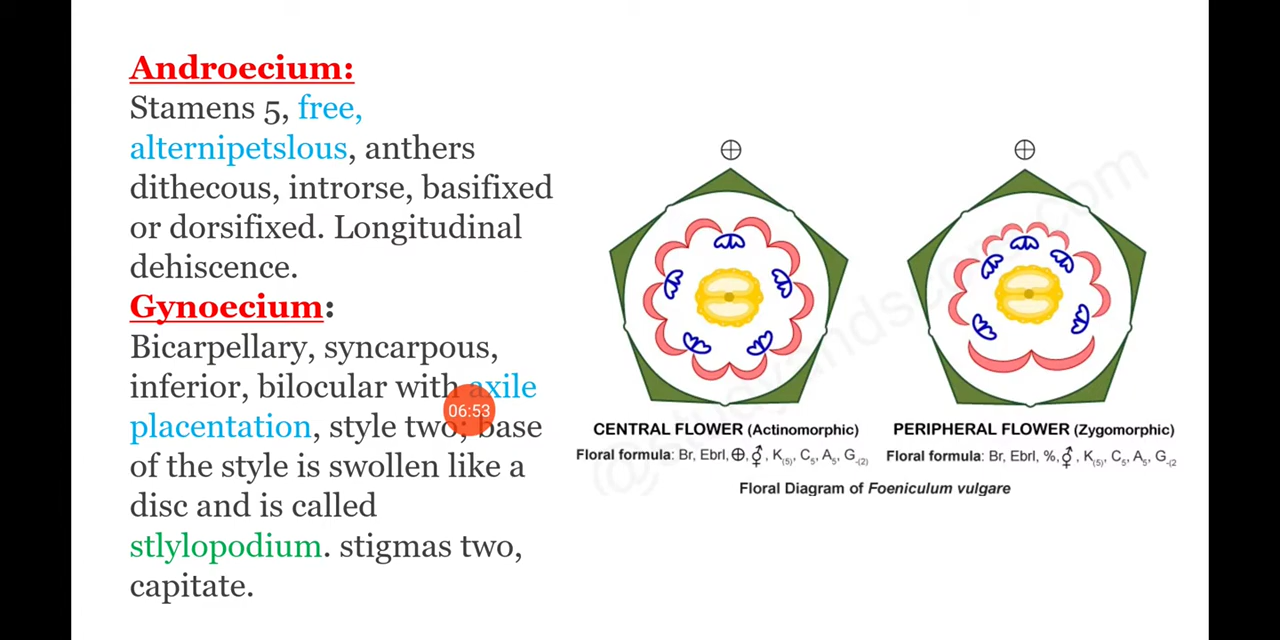 Androecium:
Stamens 5, free,
alternipetslous, anthers
dithecous, introrse, basifixed
or dorsifixed. Longitudinal
dehiscence.
Gynoecium:
Bicarpellary, syncarpous,
inferior, bilocular with axile
placentation, style two; base
of the style is swollen like a
disc and is called
stlylopodium. stigmas two,
capitate.
06:53
CENTRAL FLOWER (Actinomorphic)
Floral formula: Br, Ebrl, ⊕, ⚥, K(5), C5, A5, G-(2)
PERIPHERAL FLOWER (Zygomorphic)
Floral formula: Br, Ebrl, %, ⚥, K(5), C5, A5, G-(2
Floral Diagram of Foeniculum vulgare